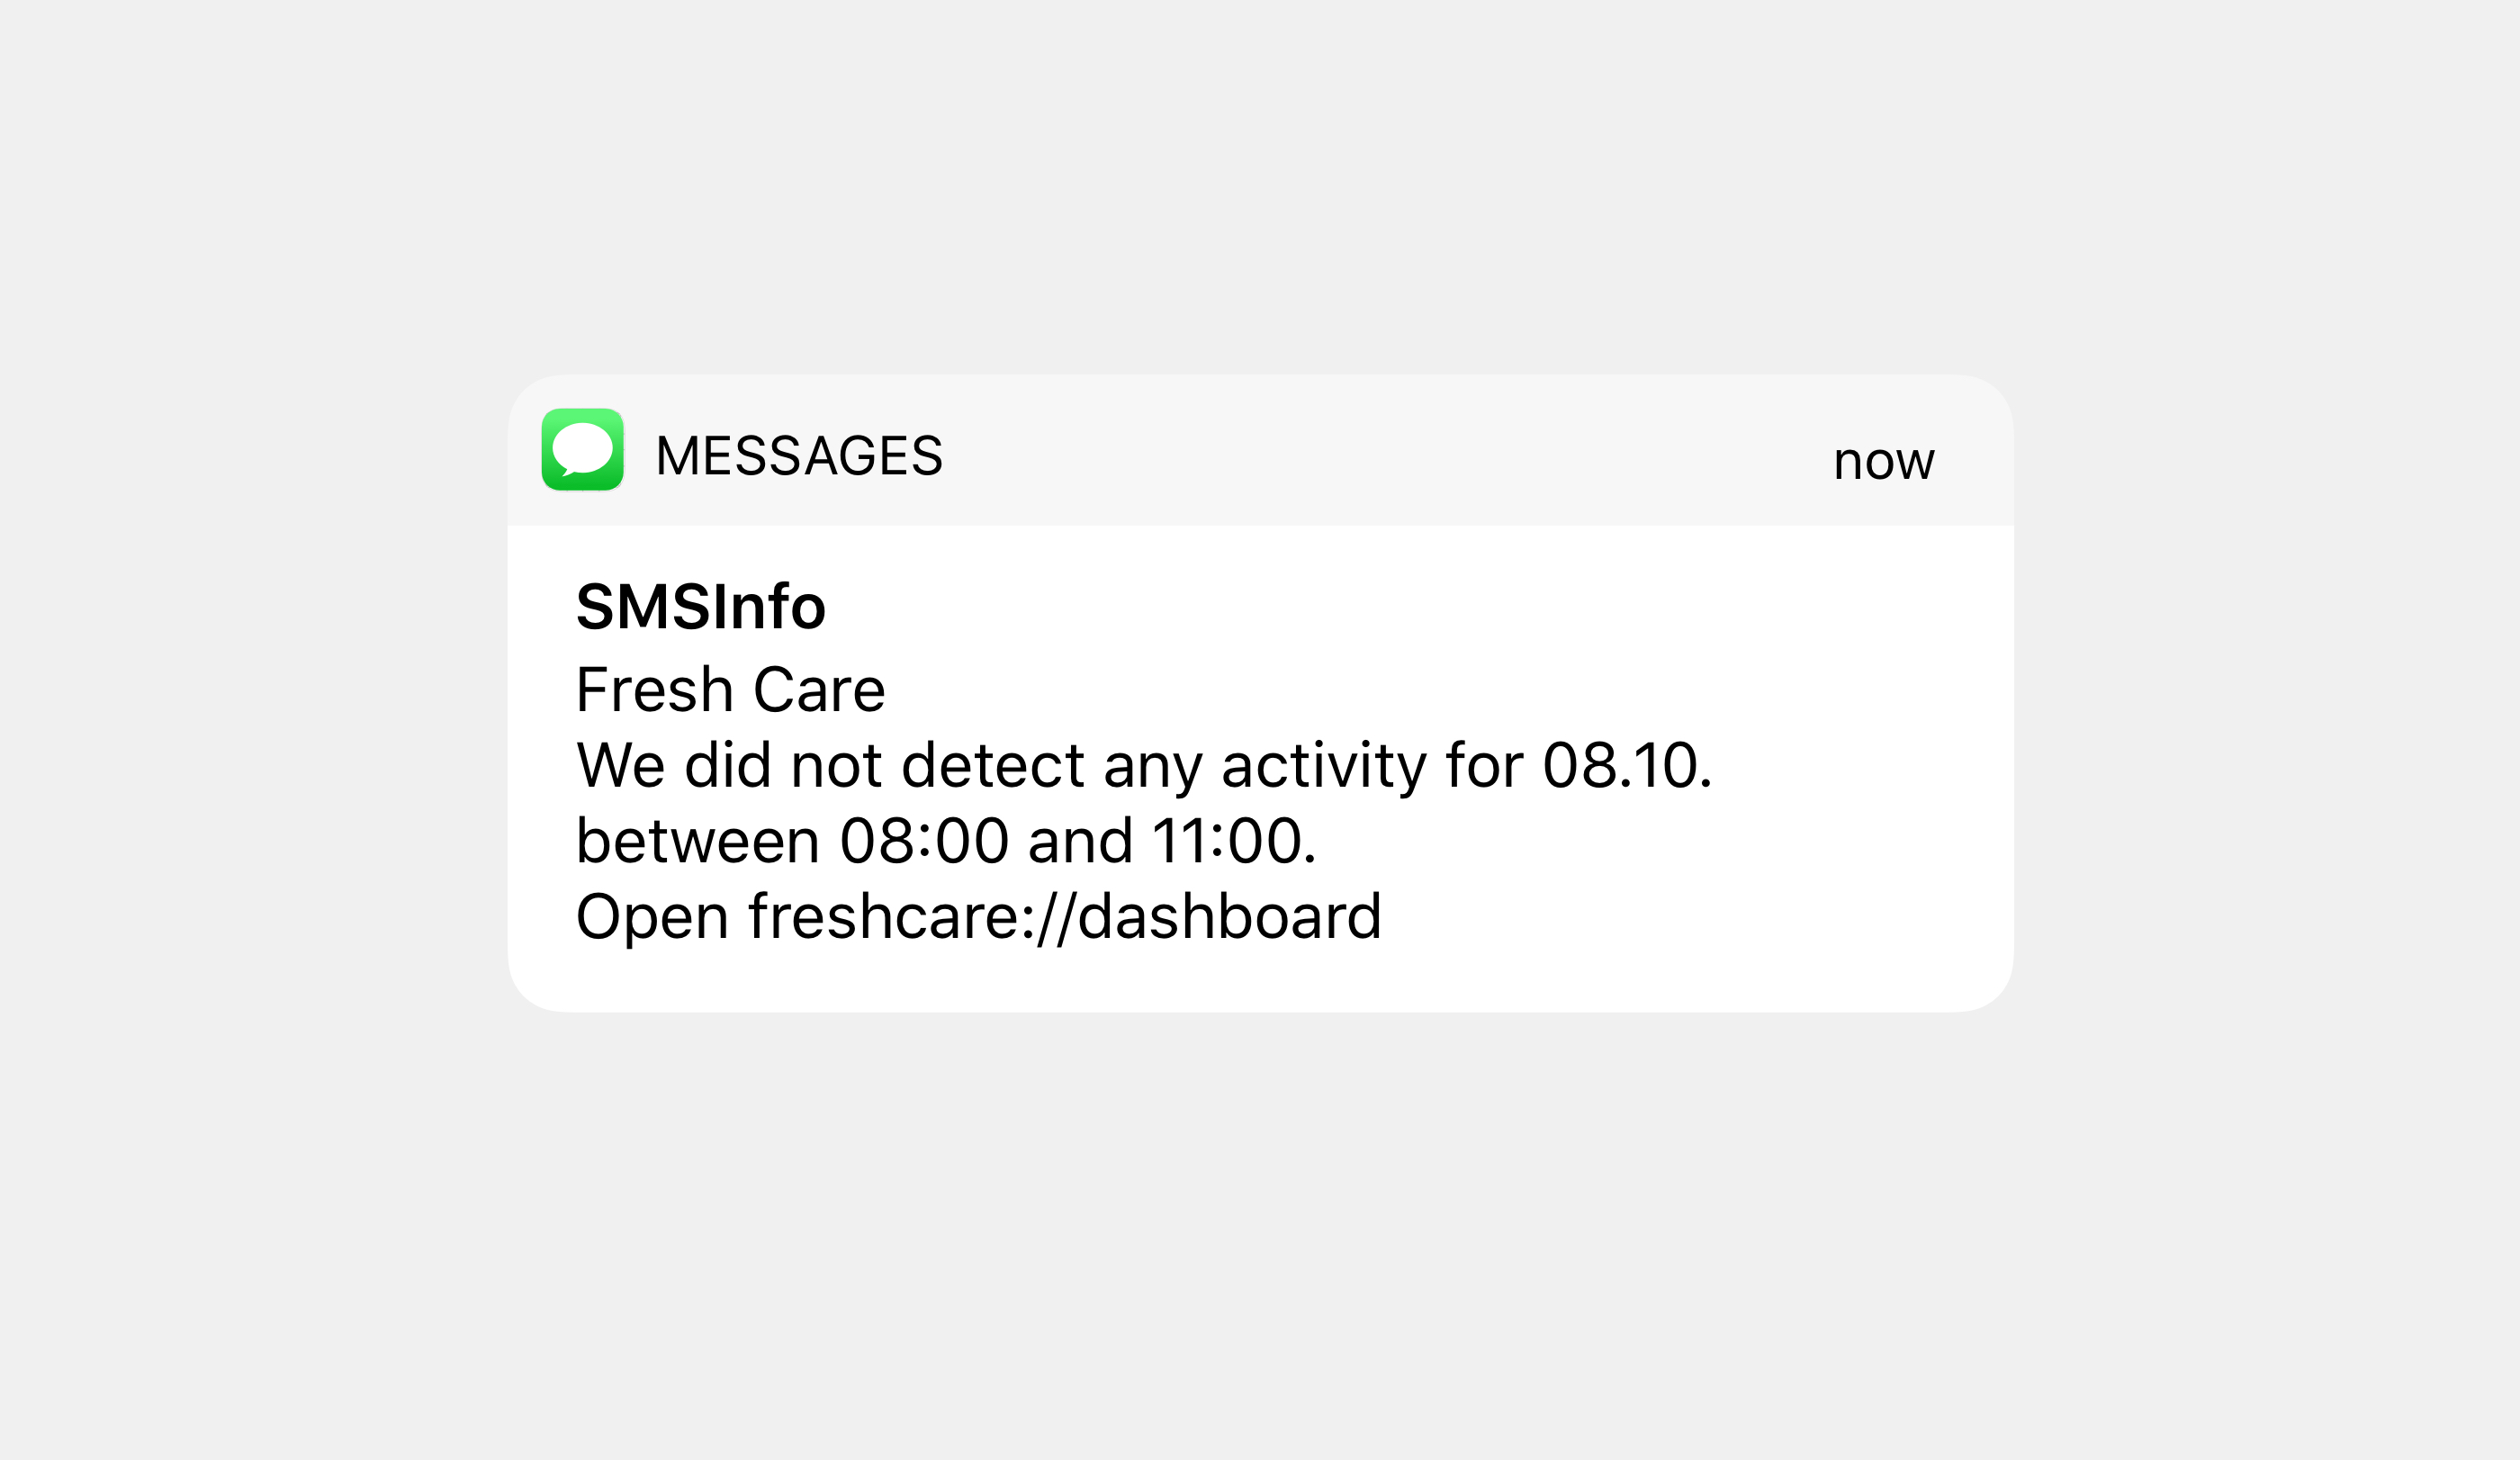 MESSAGES
now
SMSInfo
Fresh Care
We did not detect any activity for 08.10.
between 08:00 and 11:00.
Open freshcare://dashboard